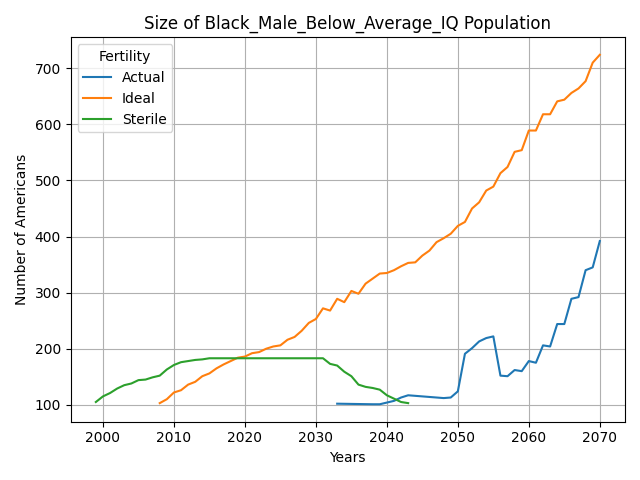 Size of Black_Male_Below_Average_IQ Population
Fertility
Actual
Ideal
Sterile
Number of Americans
700
600
500
400
300
200
100
2000 2010 2020 2030 2040 2050 2060 2070
Years